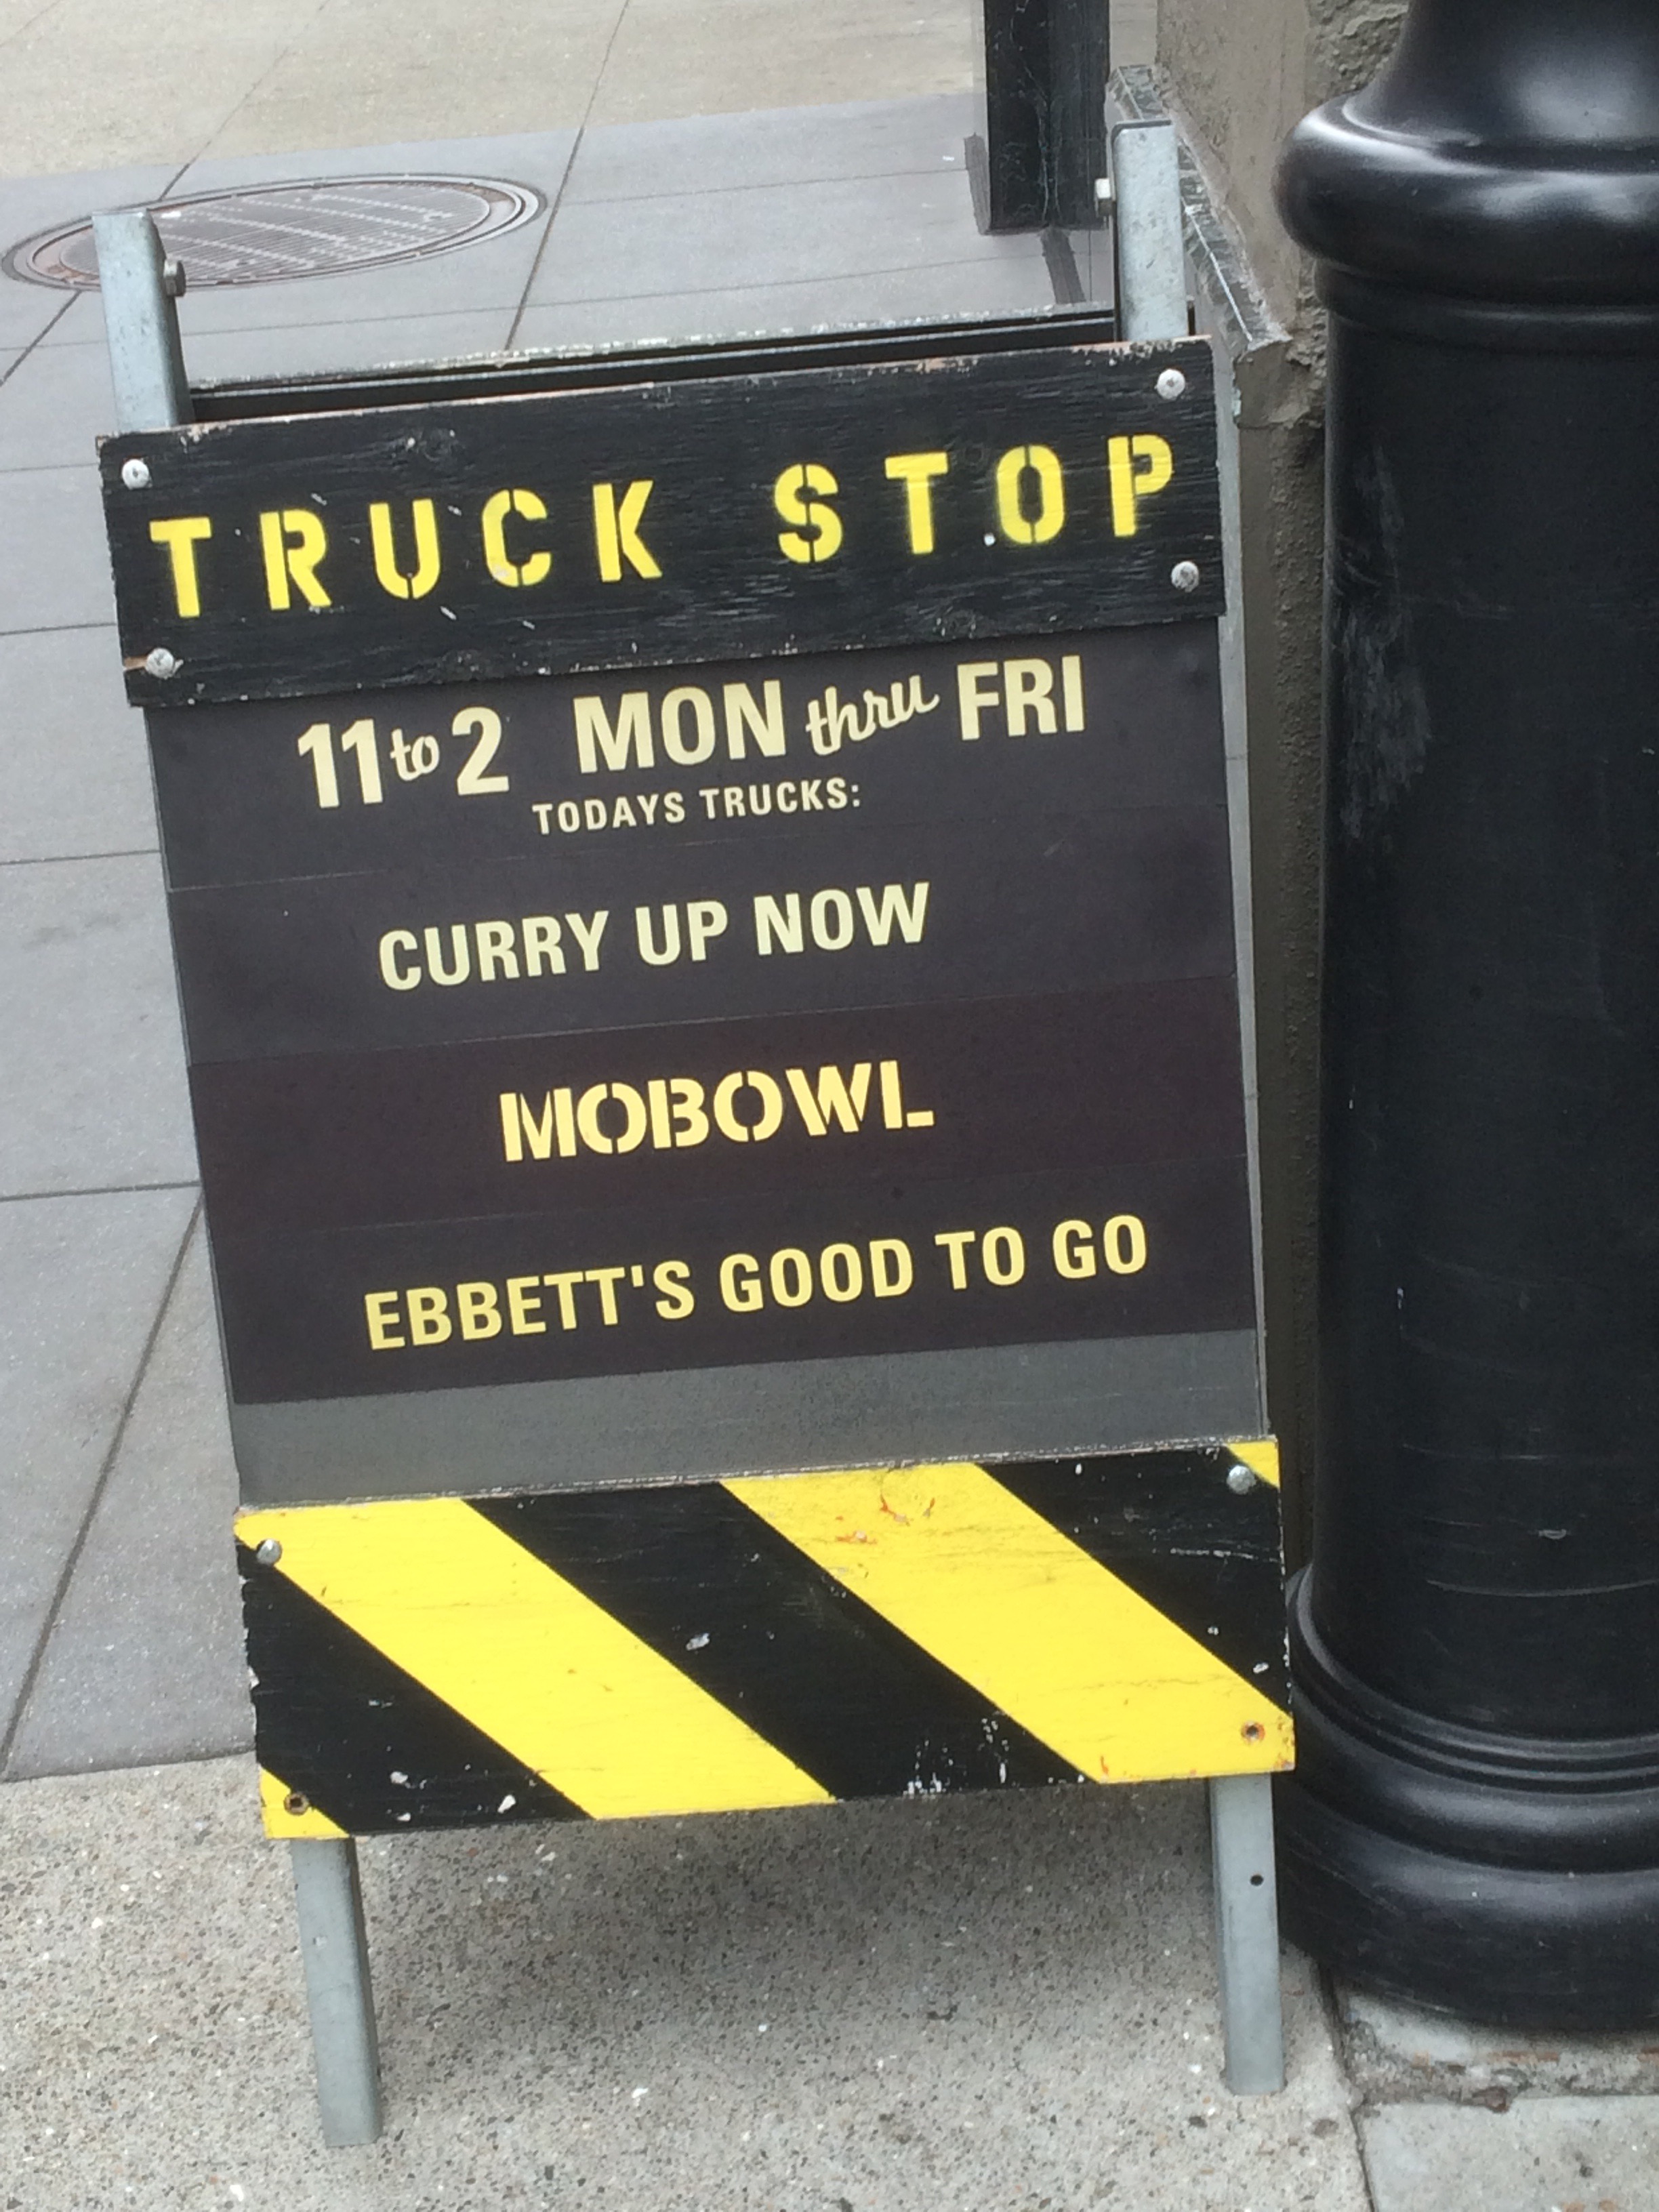 TRUCK STOP
11 to 2 MON thru FRI
TODAYS TRUCKS:
CURRY UP NOW
MOBOWL
EBBETT'S GOOD TO GO